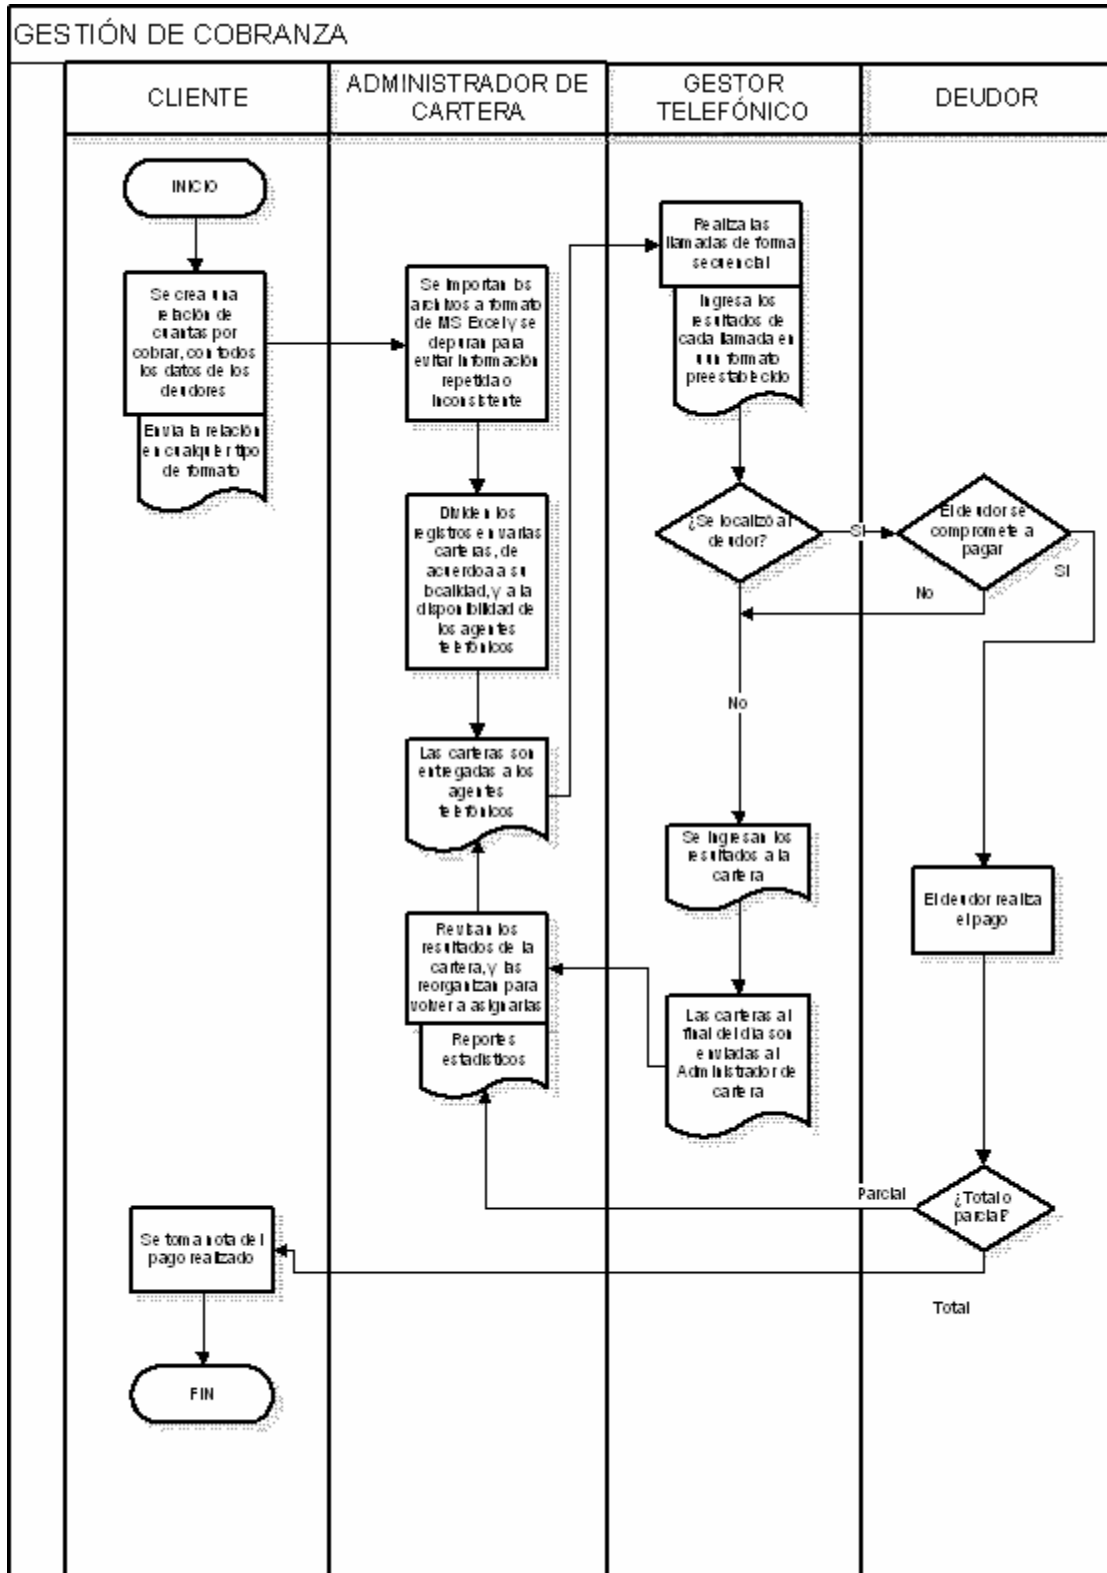 GESTIÓN DE COBRANZA
CLIENTE
ADMINISTRADOR DE
CARTERA
GESTOR
TELEFÓNICO
DEUDOR
INICIO
Se crea una
relación de
cuantas por
cobrar, con todos
los datos de los
deudores
Envia la relación
en cualquier tipo
de formato
Se importan los
archivos a formato
de MS Excel y se
depuran para
evitar información
repetida o
inconsistente
Dividen los
registros en varias
carteras, de
acuerdo a su
localidad, y a la
disponibilidad de
los agentes
telefónicos
Las carteras son
entregadas a los
agentes
telefónicos
Revisan los
resultados de la
cartera, y las
reorganizan para
volver a asignarlas
Reportes
estadísticos
Realiza las
llamadas de forma
secuencial
Ingresa los
resultados de
cada llamada en
un formato
preestablecido
¿Se localizó al
deudor?
SI
No
Se ingresan los
resultados a la
cartera
Las carteras al
final del día son
enviadas al
Administrador de
cartera
El deudor se
compromete a
pagar
No
SI
El deudor realiza
el pago
¿Total o
parcial?
Parcial
Total
Se toma nota del
pago realizado
FIN